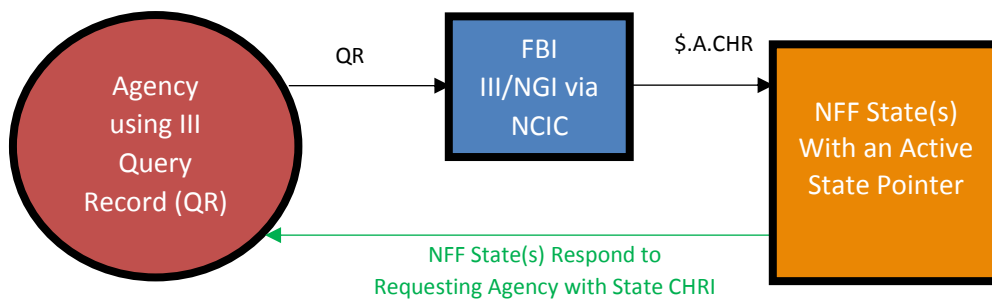 Agency
using III
Query
Record (QR)
QR
FBI
III/NGI via
NCIC
$.A.CHR
NFF State(s)
With an Active
State Pointer
NFF State(s) Respond to
Requesting Agency with State CHRI